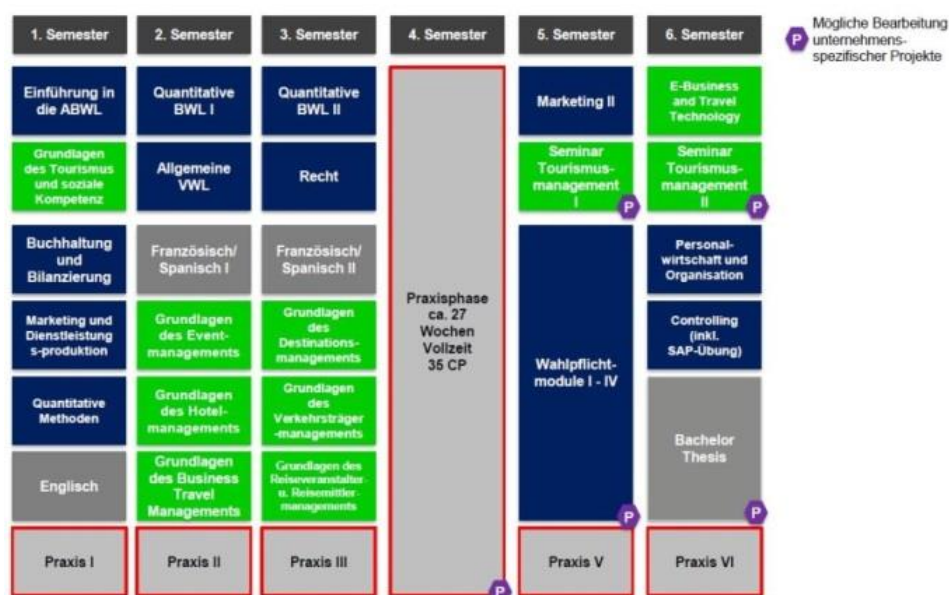 1. Semester
2. Semester
3. Semester
4. Semester
5. Semester
6. Semester
P
Mögliche Bearbeitung
unternehmens-
spezifischer Projekte
Einführung in
die ABWL
Quantitative
BWL I
Quantitative
BWL II
Marketing II
E-Business
and Travel
Technology
Grundlagen
des Tourismus
und soziale
Kompetenz
Allgemeine
VWL
Recht
Seminar
Tourismus-
management
I
P
Seminar
Tourismus-
management
II
P
Buchhaltung
und
Bilanzierung
Französisch/
Spanisch I
Französisch/
Spanisch II
Praxisphase
ca. 27
Wochen
Vollzeit
35 CP
Wahlpflicht-
module I - IV
Personal-
wirtschaft und
Organisation
Marketing und
Dienstleistung
s-produktion
Grundlagen
des Event-
managements
Grundlagen
des
Destinations-
managements
Controlling
(inkl.
SAP-Übung)
Quantitative
Methoden
Grundlagen
des Hotel-
managements
Grundlagen
des
Verkehrsträger
-managements
Bachelor
Thesis
Englisch
Grundlagen
des Business
Travel
Managements
Grundlagen des
Reiseveranstalter-
u. Reisemittler-
managements
P
P
Praxis I
Praxis II
Praxis III
P
Praxis V
Praxis VI